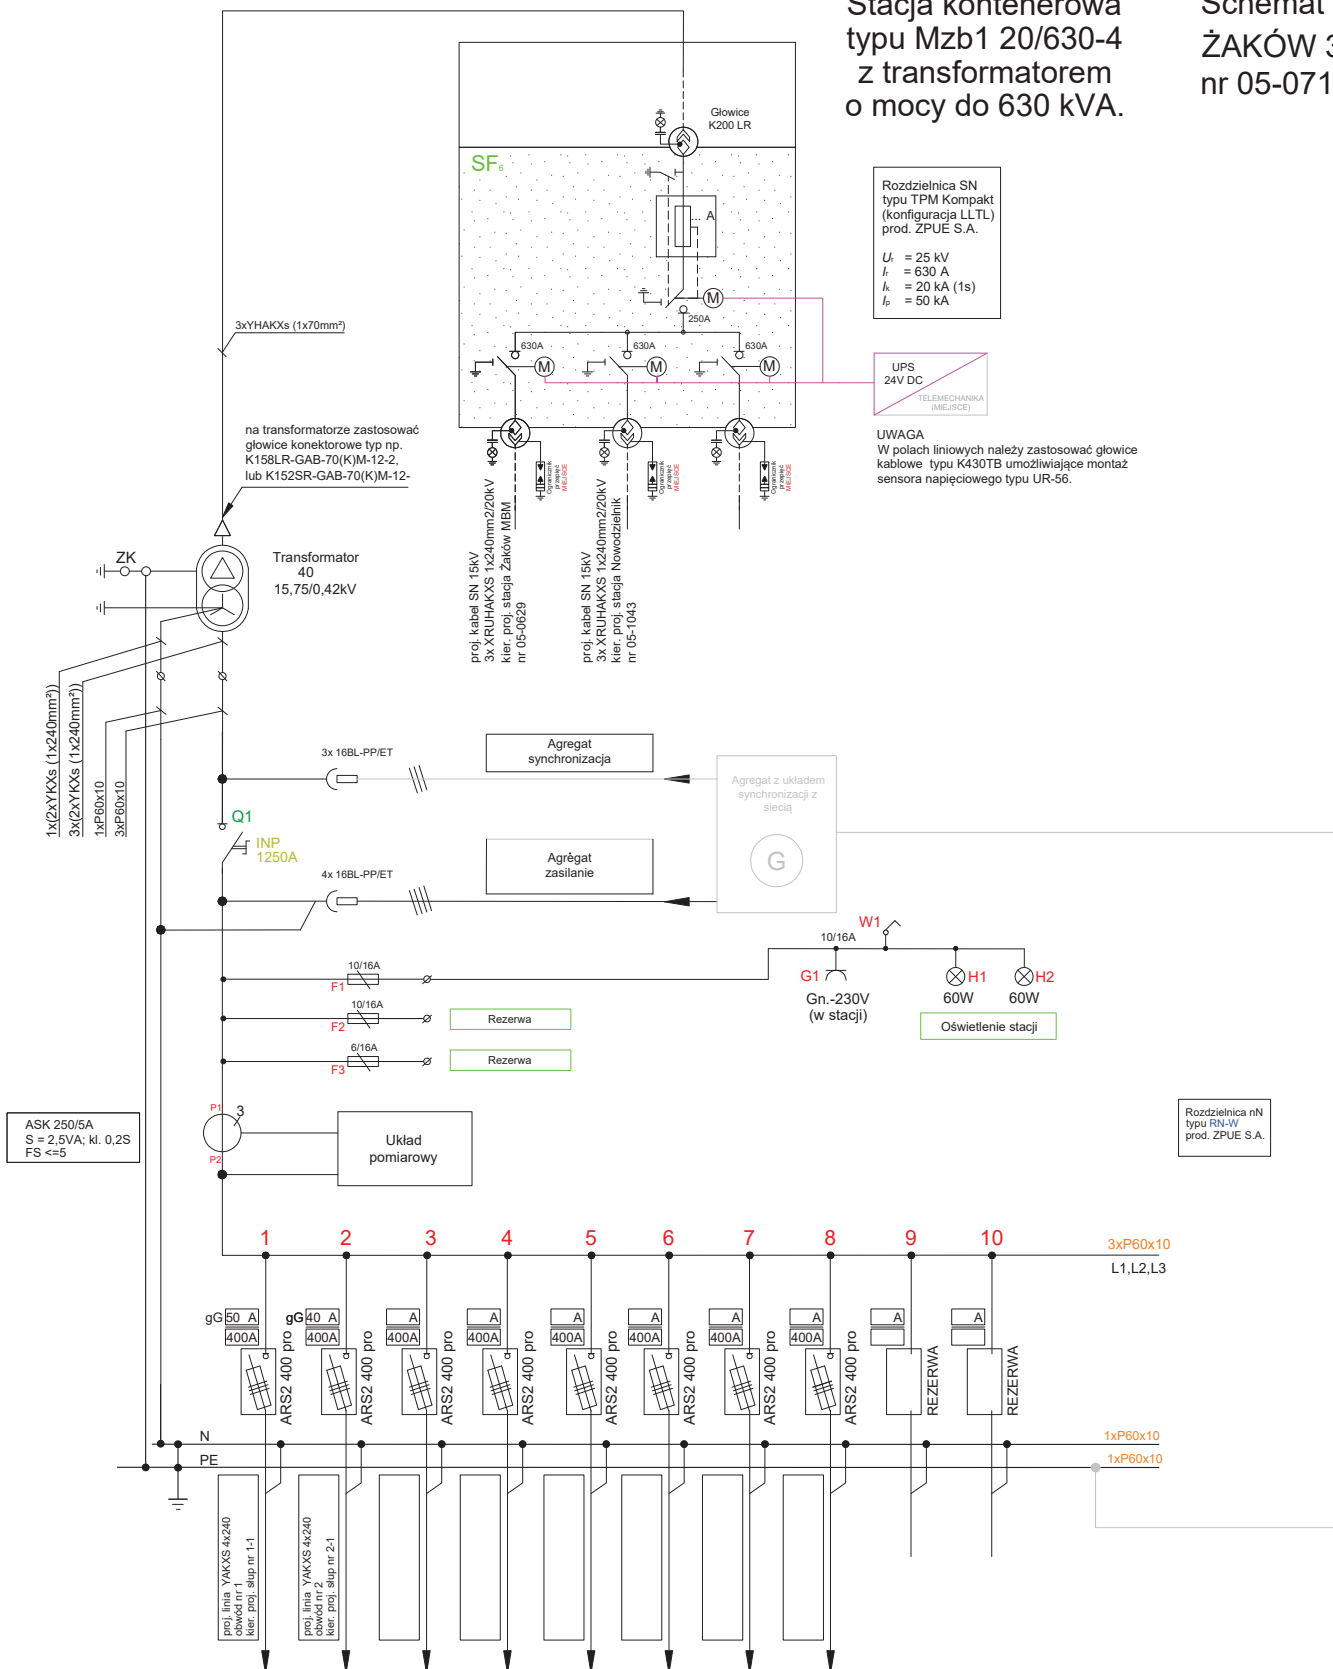 Stacja kontenerowa
typu Mzb1 20/630-4
z transformatorem
o mocy do 630 kVA.
Schemat
ŻAKÓW 3
nr 05-071
Głowice
K200 LR
SF₆
... A
M
250A
630A
630A
630A
M
M
M
Rozdzielnica SN
typu TPM Kompakt
(konfiguracja LLTL)
prod. ZPUE S.A.
Uᵣ = 25 kV
Iᵣ = 630 A
Iₖ = 20 kA (1s)
Iₚ = 50 kA
UPS
24V DC
TELEMECHANIKA
(MIEJSCE)
UWAGA
W polach liniowych należy zastosować głowice
kablowe typu K430TB umożliwiające montaż
sensora napięciowego typu UR-56.
3xYHAKXs (1x70mm²)
na transformatorze zastosować
głowice konektorowe typ np.
K158LR-GAB-70(K)M-12-2,
lub K152SR-GAB-70(K)M-12-
Ogranicznik
przepięć
MIEJSCE
Ogranicznik
przepięć
MIEJSCE
Ogranicznik
przepięć
MIEJSCE
proj. kabel SN 15kV
3x XRUHAKXS 1x240mm2/20kV
kier. proj. stacja Żaków MBM
nr 05-0629
proj. kabel SN 15kV
3x XRUHAKXS 1x240mm2/20kV
kier. proj. stacja Nowodzielnik
nr 05-1043
ZK
Transformator
40
15,75/0,42kV
1x(2xYKXs (1x240mm²))
3x(2xYKXs (1x240mm²))
1xP60x10
3xP60x10
3x 16BL-PP/ET
Agregat
synchronizacja
Agregat z układem
synchronizacji z
siecią
G
Q1
INP
1250A
4x 16BL-PP/ET
Agregat
zasilanie
10/16A
F1
10/16A
F2
Rezerwa
6/16A
F3
Rezerwa
10/16A
W1
G1
Gn.-230V
(w stacji)
H1
60W
H2
60W
Oświetlenie stacji
ASK 250/5A
S = 2,5VA; kl. 0,2S
FS <=5
P1
3
P2
Układ
pomiarowy
Rozdzielnica nN
typu RN-W
prod. ZPUE S.A.
1 2 3 4 5 6 7 8 9 10
3xP60x10
L1,L2,L3
gG 50 A
400A
ARS2 400 pro
gG 40 A
400A
ARS2 400 pro
A
400A
ARS2 400 pro
A
400A
ARS2 400 pro
A
400A
ARS2 400 pro
A
400A
ARS2 400 pro
A
400A
ARS2 400 pro
A
400A
ARS2 400 pro
A
REZERWA
A
REZERWA
N
1xP60x10
PE
1xP60x10
proj. linia YAKXS 4x240
obwód nr 1
kier. proj. słup nr 1-1
proj. linia YAKXS 4x240
obwód nr 2
kier. proj. słup nr 2-1